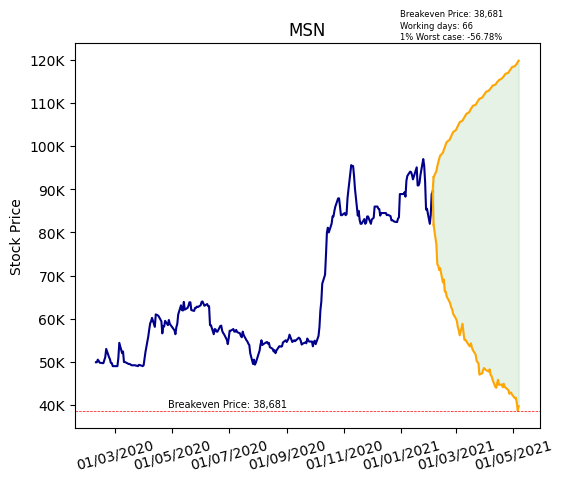 Breakeven Price: 38,681
Working days: 66
1% Worst case: -56.78%
MSN
120K
110K
100K
90K
80K
70K
60K
50K
40K
Stock Price
Breakeven Price: 38,681
01/03/2020
01/05/2020
01/07/2020
01/09/2020
01/11/2020
01/01/2021
01/03/2021
01/05/2021